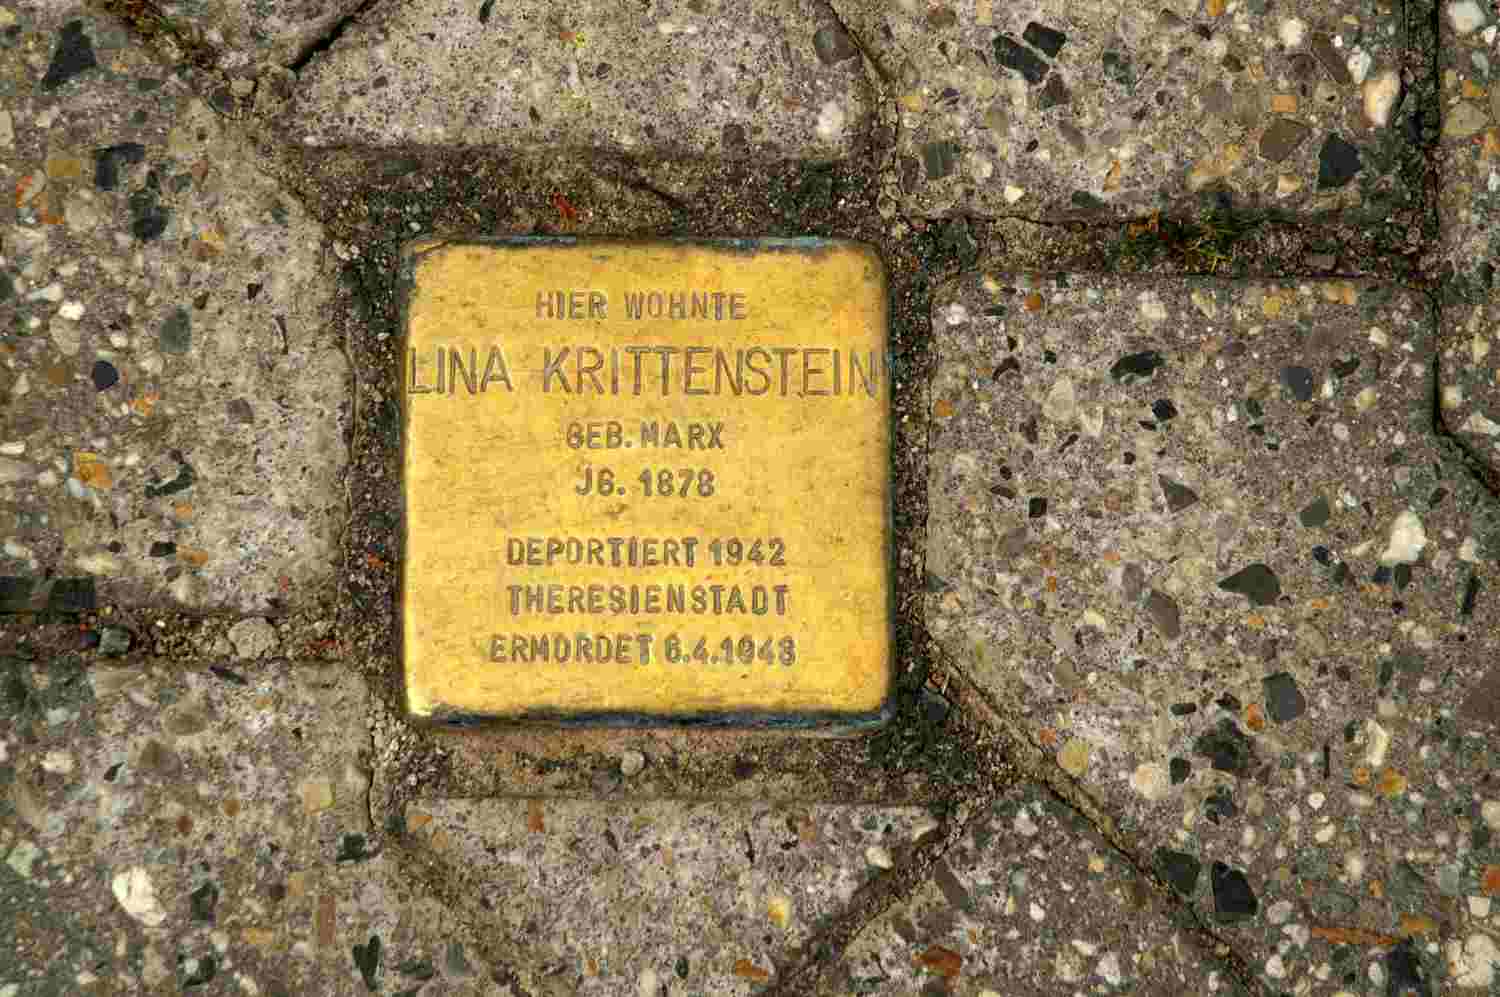 HIER WOHNTE
LINA KRITTENSTEIN
GEB. MARX
JG. 1878
DEPORTIERT 1942
THERESIENSTADT
ERMORDET 6.4.1943